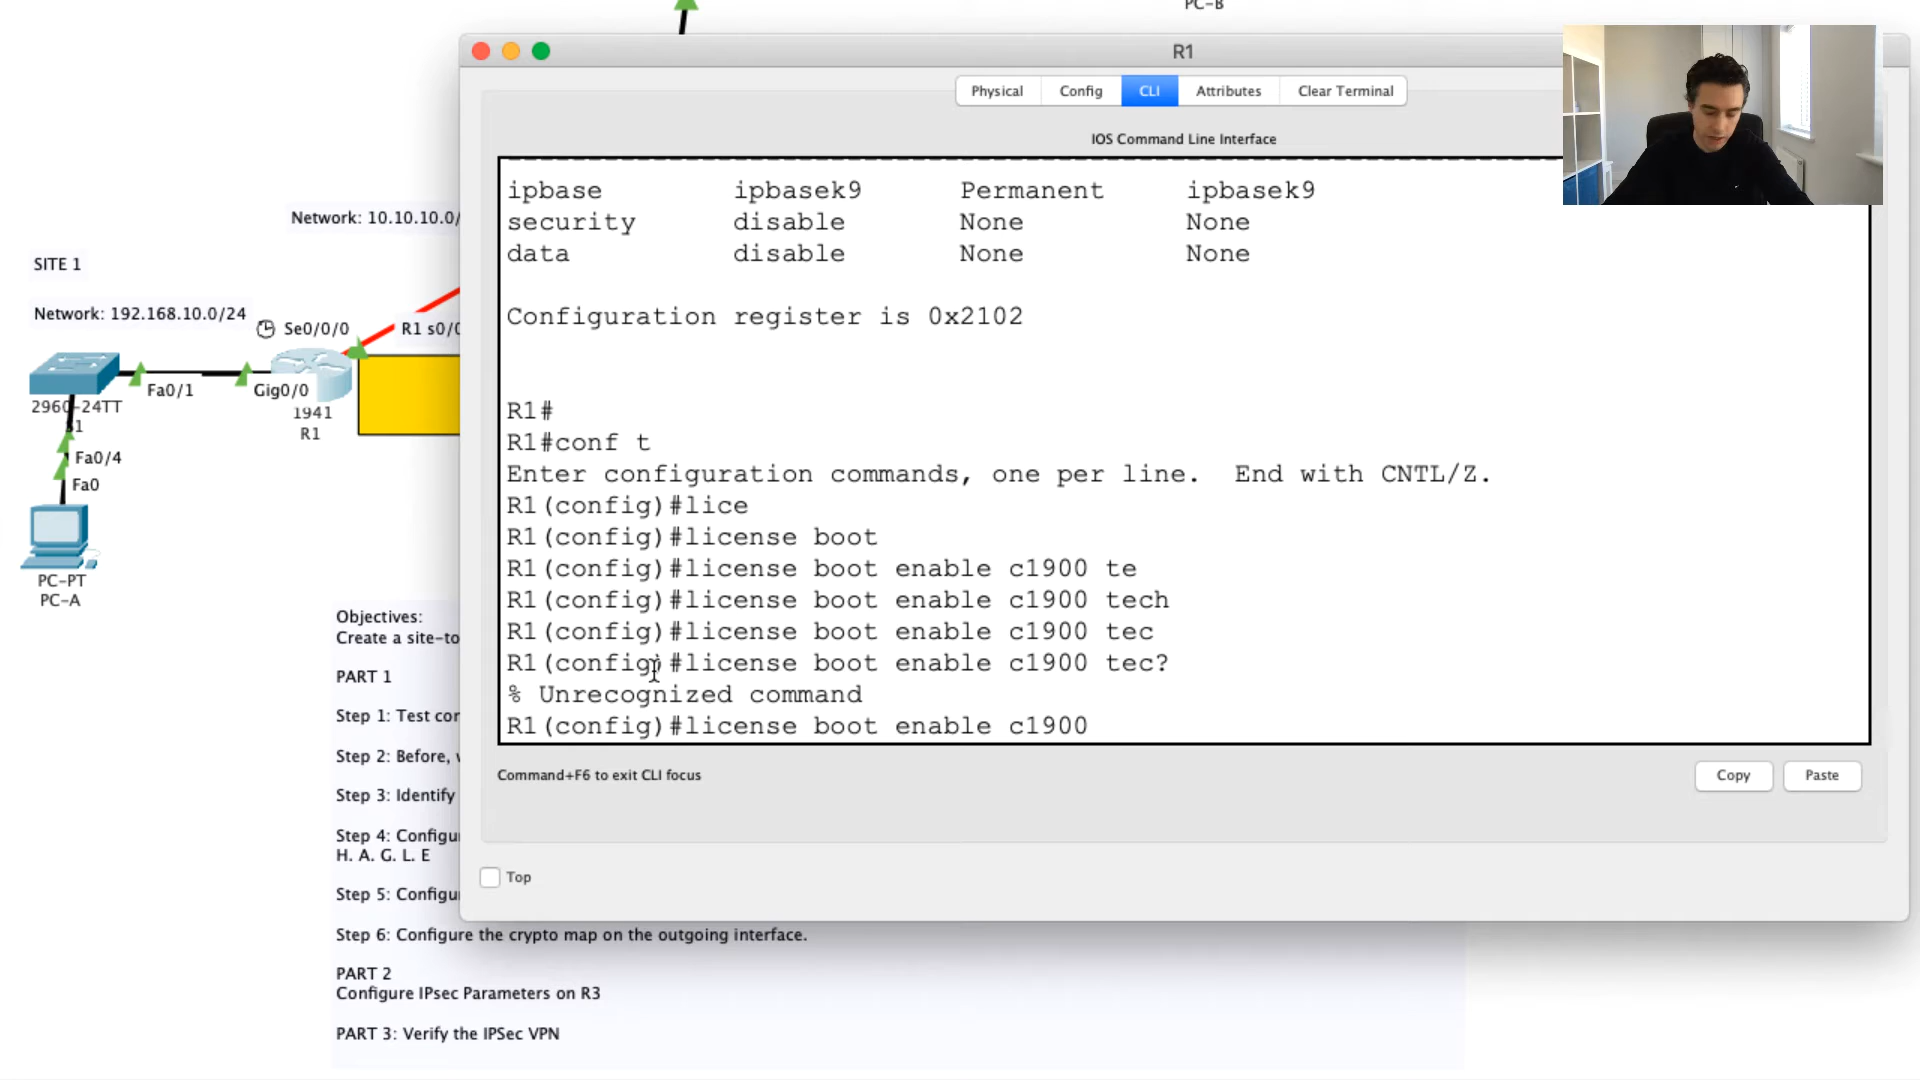 PC-B
R1
Physical
Config
CLI
Attributes
Clear Terminal
IOS Command Line Interface
ipbase ipbasek9 Permanent ipbasek9
security disable None None
data disable None None
Configuration register is 0x2102
R1#
R1#conf t
Enter configuration commands, one per line. End with CNTL/Z.
R1(config)#lice
R1(config)#license boot
R1(config)#license boot enable c1900 te
R1(config)#license boot enable c1900 tech
R1(config)#license boot enable c1900 tec
R1(config)#license boot enable c1900 tec?
% Unrecognized command
R1(config)#license boot enable c1900
Command+F6 to exit CLI focus
Copy
Paste
Top
Network: 10.10.10.0/
SITE 1
Network: 192.168.10.0/24
Se0/0/0
R1 s0/0
Fa0/1
Gig0/0
2960-24TT
S1
1941
R1
Fa0/4
Fa0
PC-PT
PC-A
Objectives:
Create a site-to
PART 1
Step 1: Test con
Step 2: Before, 
Step 3: Identify
Step 4: Configu
H. A. G. L. E
Step 5: Configu
Step 6: Configure the crypto map on the outgoing interface.
PART 2
Configure IPsec Parameters on R3
PART 3: Verify the IPSec VPN